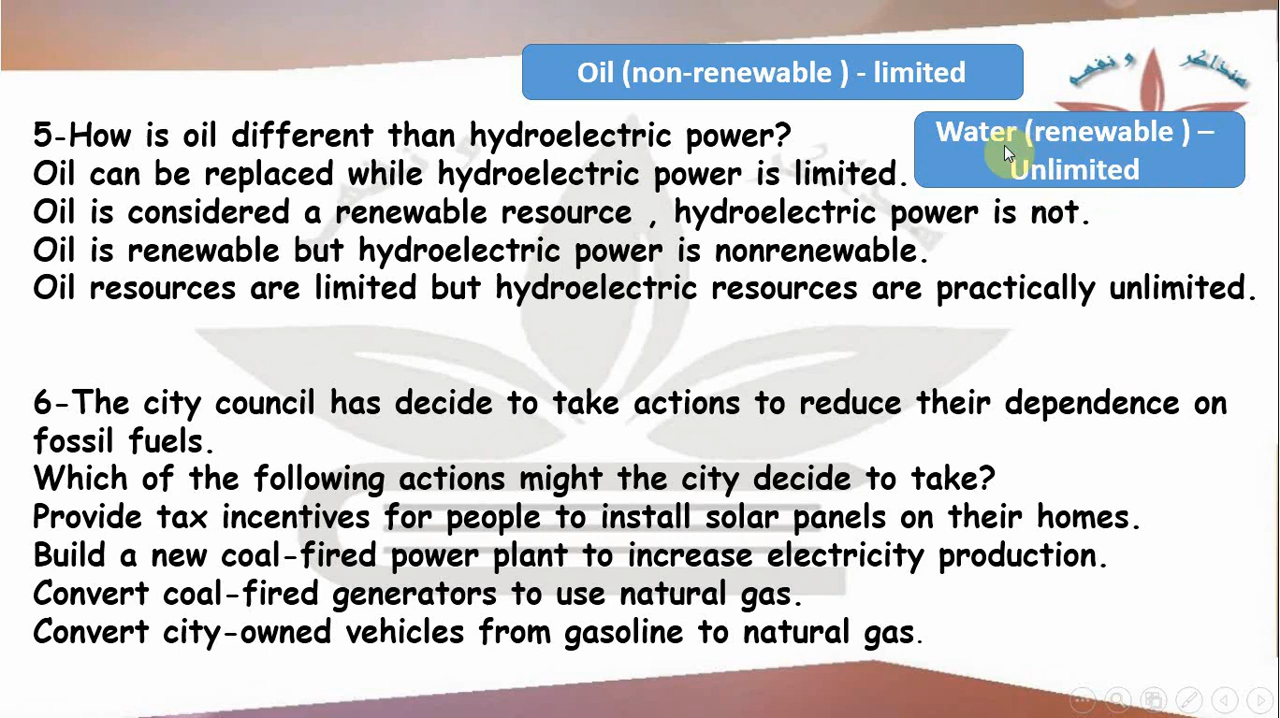 Oil (non-renewable ) - limited
Water (renewable ) –
Unlimited
5-How is oil different than hydroelectric power?
Oil can be replaced while hydroelectric power is limited.
Oil is considered a renewable resource , hydroelectric power is not.
Oil is renewable but hydroelectric power is nonrenewable.
Oil resources are limited but hydroelectric resources are practically unlimited.
6-The city council has decide to take actions to reduce their dependence on
fossil fuels.
Which of the following actions might the city decide to take?
Provide tax incentives for people to install solar panels on their homes.
Build a new coal-fired power plant to increase electricity production.
Convert coal-fired generators to use natural gas.
Convert city-owned vehicles from gasoline to natural gas.